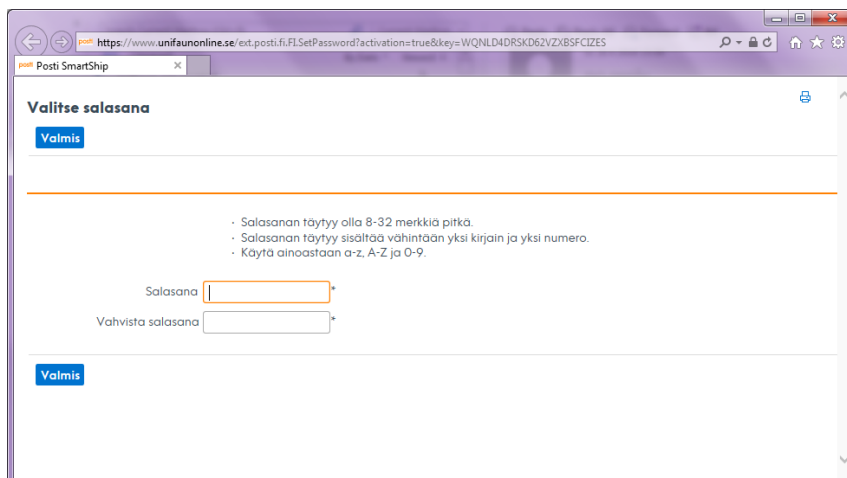 posti https://www.unifaunonline.se/ext.posti.fi.FI.SetPassword?activation=true&key=WQNLD4DRSKD62VZXBSFCIZES
posti Posti SmartShip
Valitse salasana
Valmis
· Salasanan täytyy olla 8-32 merkkiä pitkä.
· Salasanan täytyy sisältää vähintään yksi kirjain ja yksi numero.
· Käytä ainoastaan a-z, A-Z ja 0-9.
Salasana *
Vahvista salasana *
Valmis